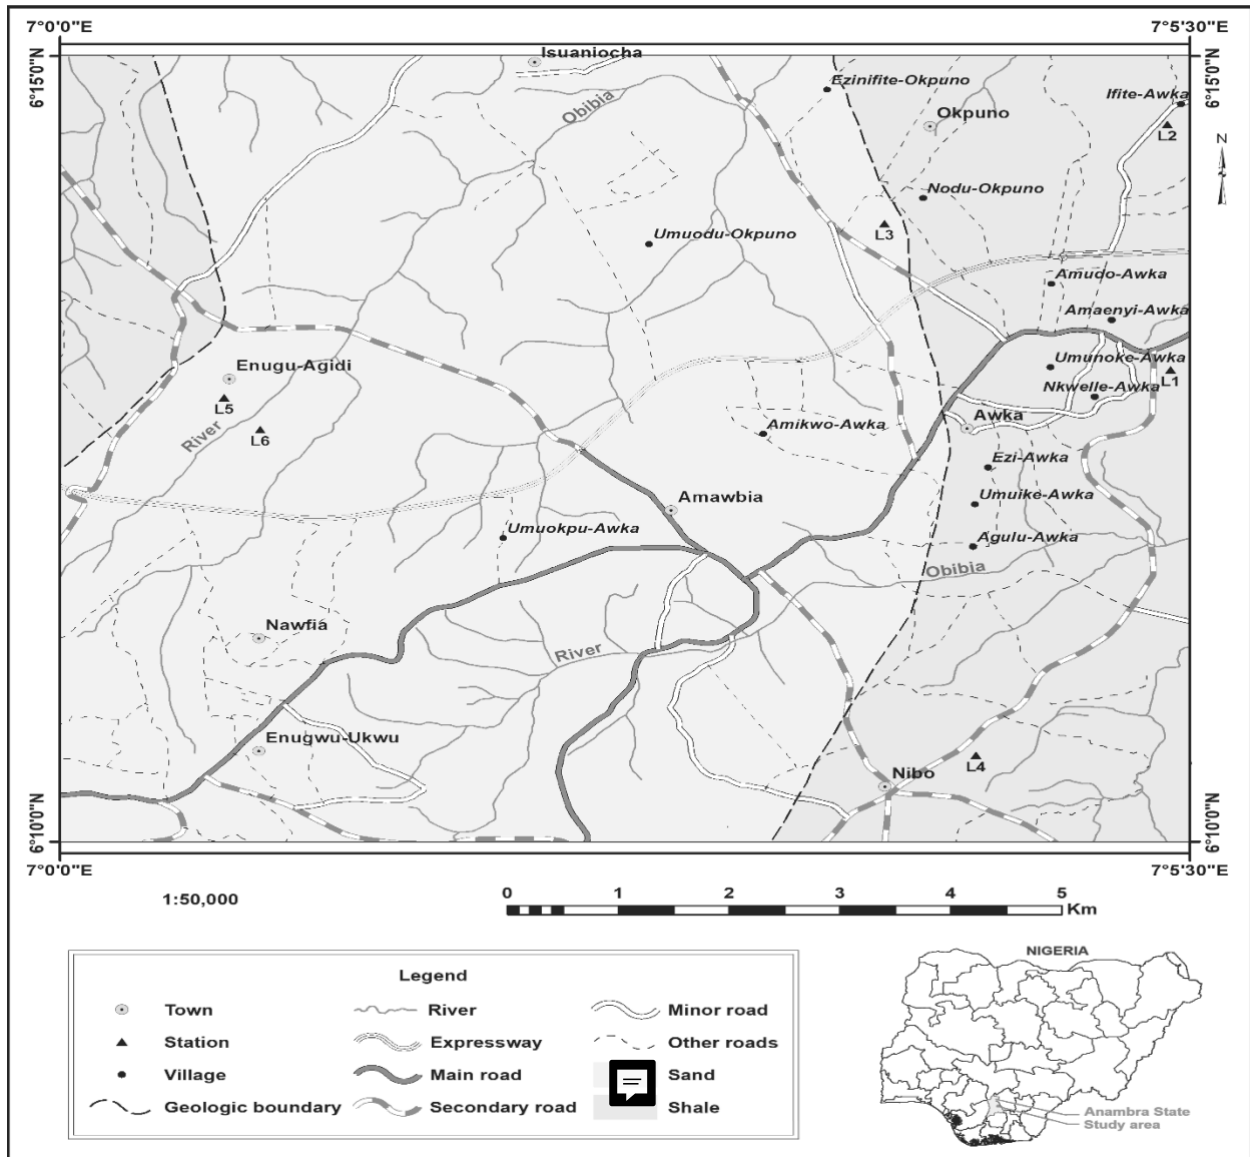 7°0'0"E
7°5'30"E
6°15'0"N
6°15'0"N
Isuaniocha
Ezinifite-Okpuno
Ifite-Awka
Obibia
Okpuno
L2
N
Nodu-Okpuno
Umuodu-Okpuno
L3
Amudo-Awka
Amaenyi-Awka
Umunoke-Awka
Enugu-Agidi
L1
Nkwelle-Awka
L5
Awka
River
L6
Amikwo-Awka
Ezi-Awka
Amawbia
Umuike-Awka
Umuokpu-Awka
Agulu-Awka
Obibia
Nawfia
River
Enugwu-Ukwu
L4
Nibo
6°10'0"N
6°10'0"N
7°0'0"E
7°5'30"E
1:50,000
0 1 2 3 4 5
Km
Legend
Town
River
Minor road
Station
Expressway
Other roads
Village
Main road
Sand
Geologic boundary
Secondary road
Shale
NIGERIA
Anambra State
Study area